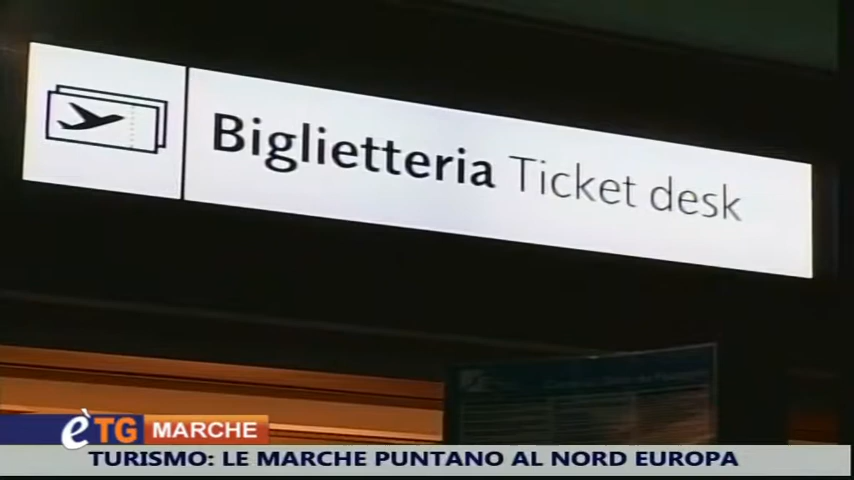 Biglietteria Ticket desk
èTG MARCHE
TURISMO: LE MARCHE PUNTANO AL NORD EUROPA